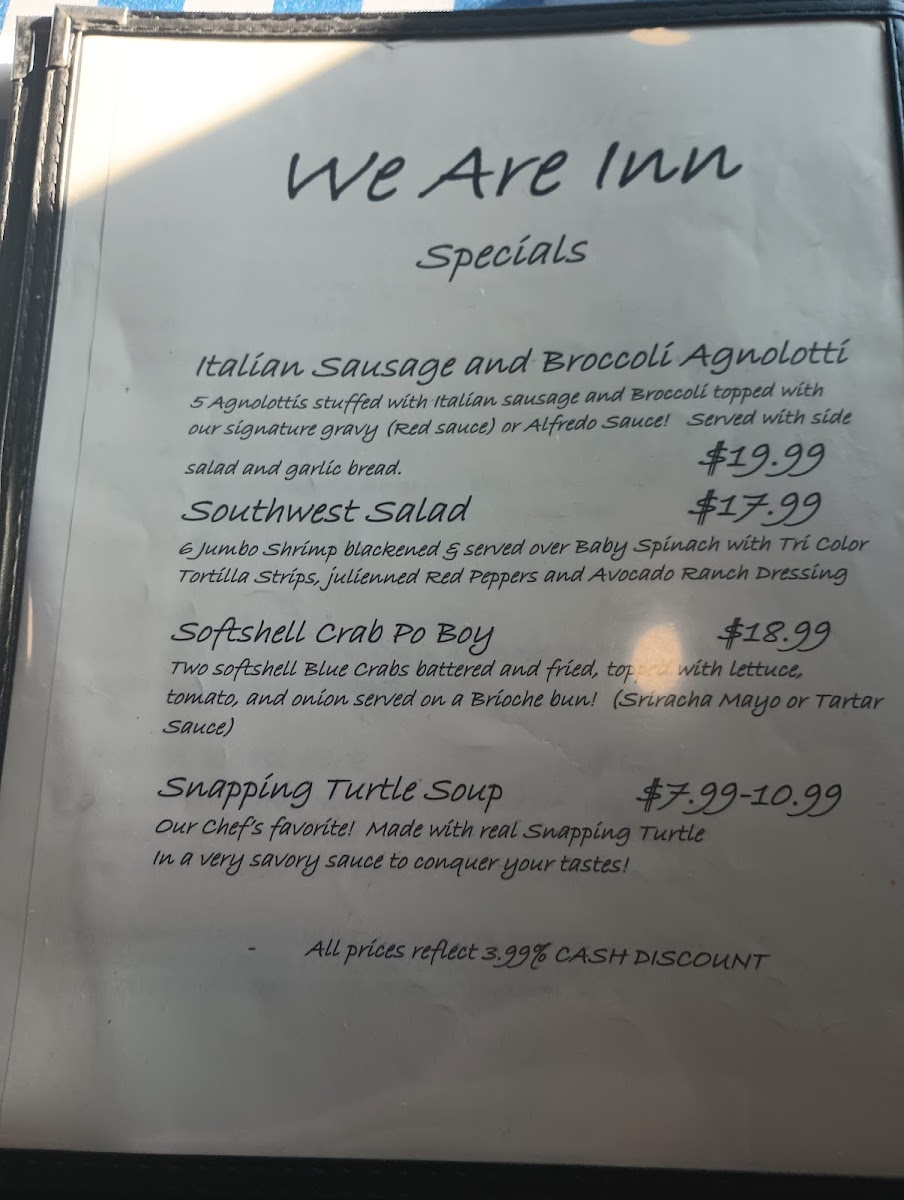 We Are Inn
Specials
Italian Sausage and Broccoli Agnolotti
5 Agnolottis stuffed with Italian sausage and Broccoli topped with
our signature gravy (Red sauce) or Alfredo Sauce! Served with side
salad and garlic bread. $19.99
Southwest Salad $17.99
6 Jumbo Shrimp blackened & served over Baby Spinach with Tri Color
Tortilla Strips, julienned Red Peppers and Avocado Ranch Dressing
Softshell Crab Po Boy $18.99
Two softshell Blue Crabs battered and fried, topped with lettuce,
tomato, and onion served on a Brioche bun! (Sriracha Mayo or Tartar
Sauce)
Snapping Turtle Soup $7.99-10.99
Our Chef's favorite! Made with real Snapping Turtle
In a very savory sauce to conquer your tastes!
- All prices reflect 3.99% CASH DISCOUNT